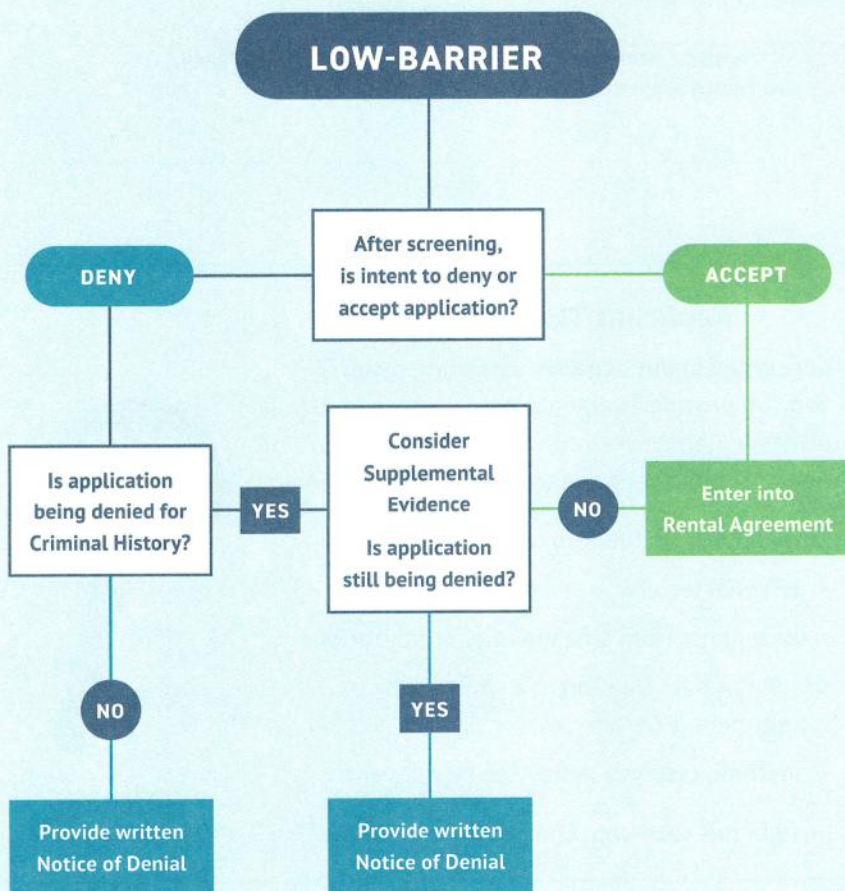 LOW-BARRIER
After screening,
is intent to deny or
accept application?
DENY
ACCEPT
Is application
being denied for
Criminal History?
YES
Consider
Supplemental
Evidence
Is application
still being denied?
NO
Enter into
Rental Agreement
NO
YES
Provide written
Notice of Denial
Provide written
Notice of Denial